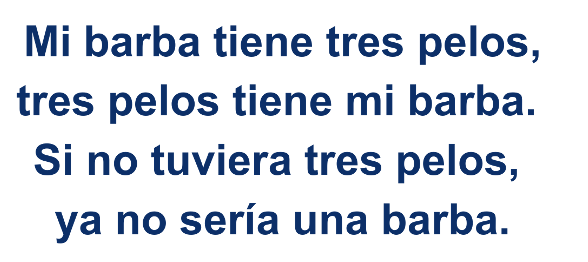 Mi barba tiene tres pelos,
tres pelos tiene mi barba.
Si no tuviera tres pelos,
ya no sería una barba.